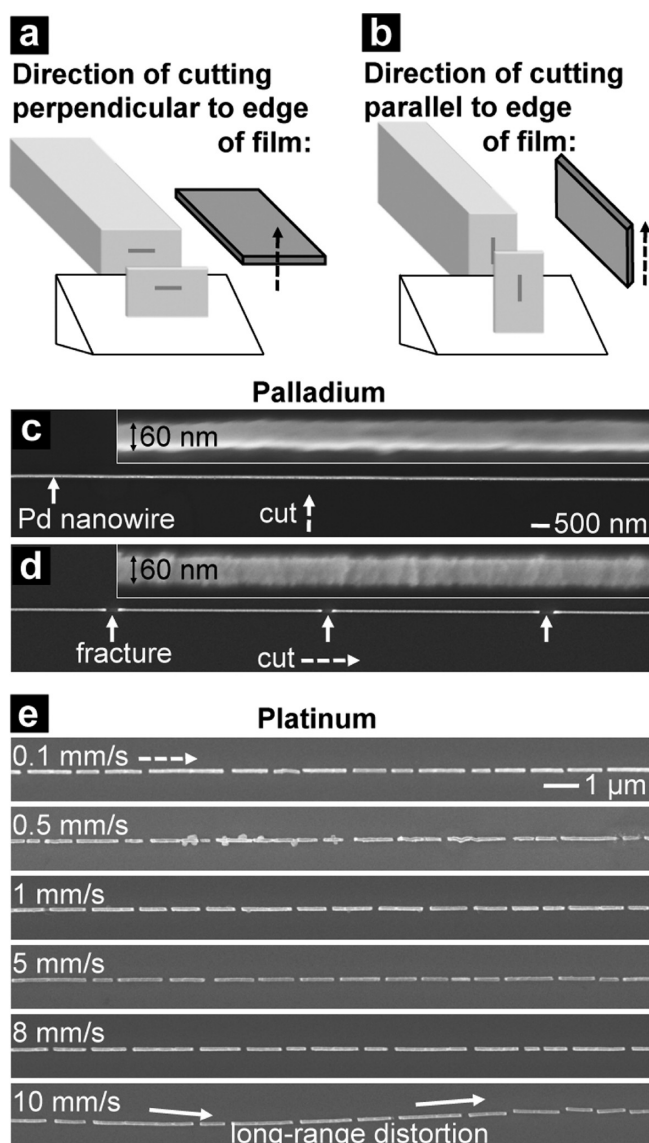 a
Direction of cutting
perpendicular to edge
of film:
b
Direction of cutting
parallel to edge
of film:
Palladium
c
60 nm
Pd nanowire
cut
500 nm
d
60 nm
fracture
cut
e
Platinum
0.1 mm/s
1 µm
0.5 mm/s
1 mm/s
5 mm/s
8 mm/s
10 mm/s
long-range distortion